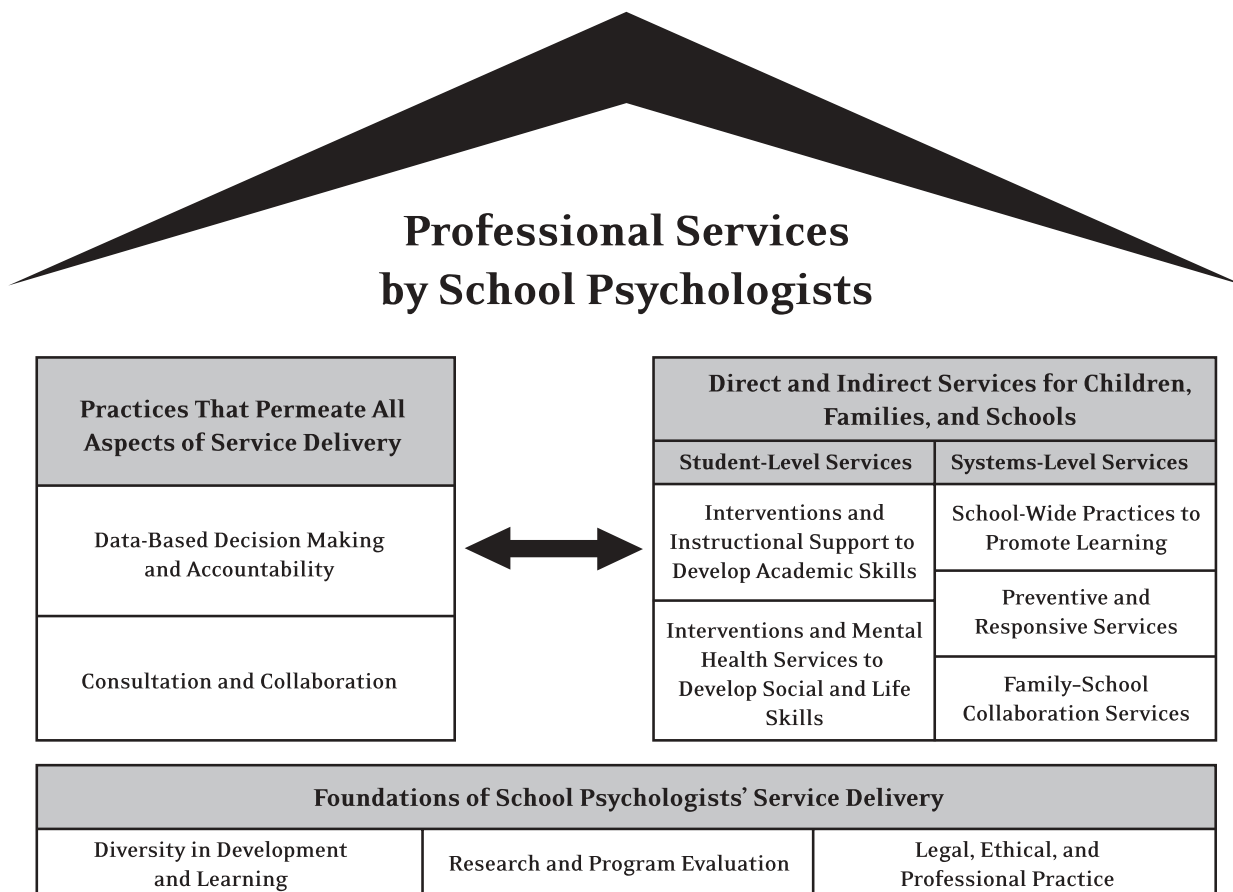 Professional Services
by School Psychologists
Practices That Permeate All
Aspects of Service Delivery
Data-Based Decision Making
and Accountability
Consultation and Collaboration
Direct and Indirect Services for Children,
Families, and Schools
Student-Level Services
Interventions and
Instructional Support to
Develop Academic Skills
Interventions and Mental
Health Services to
Develop Social and Life
Skills
Systems-Level Services
School-Wide Practices to
Promote Learning
Preventive and
Responsive Services
Family–School
Collaboration Services
Foundations of School Psychologists’ Service Delivery
Diversity in Development
and Learning
Research and Program Evaluation
Legal, Ethical, and
Professional Practice